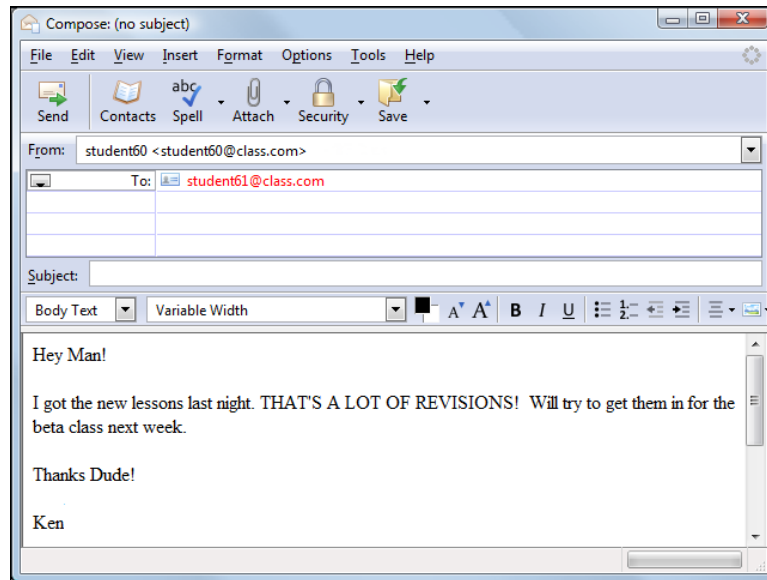 Compose: (no subject)
File Edit View Insert Format Options Tools Help
abc
Send Contacts Spell Attach Security Save
From: student60 <student60@class.com>
To: student61@class.com
Subject:
Body Text Variable Width A A B I U 1 2
Hey Man!
I got the new lessons last night. THAT'S A LOT OF REVISIONS!  Will try to get them in for the
beta class next week.
Thanks Dude!
Ken